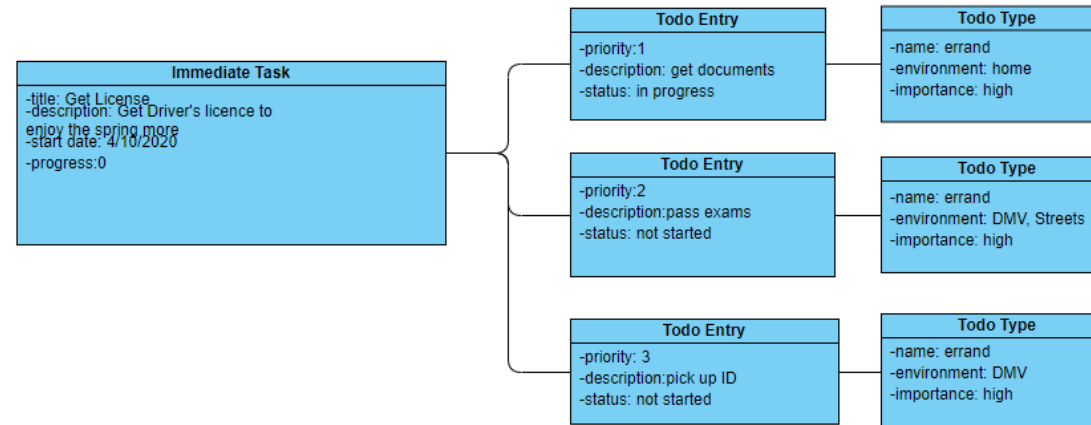 Immediate Task
-title: Get License
-description: Get Driver's licence to
enjoy the spring more
-start date: 4/10/2020
-progress:0
Todo Entry
-priority:1
-description: get documents
-status: in progress
Todo Type
-name: errand
-environment: home
-importance: high
Todo Entry
-priority:2
-description:pass exams
-status: not started
Todo Type
-name: errand
-environment: DMV, Streets
-importance: high
Todo Entry
-priority: 3
-description:pick up ID
-status: not started
Todo Type
-name: errand
-environment: DMV
-importance: high